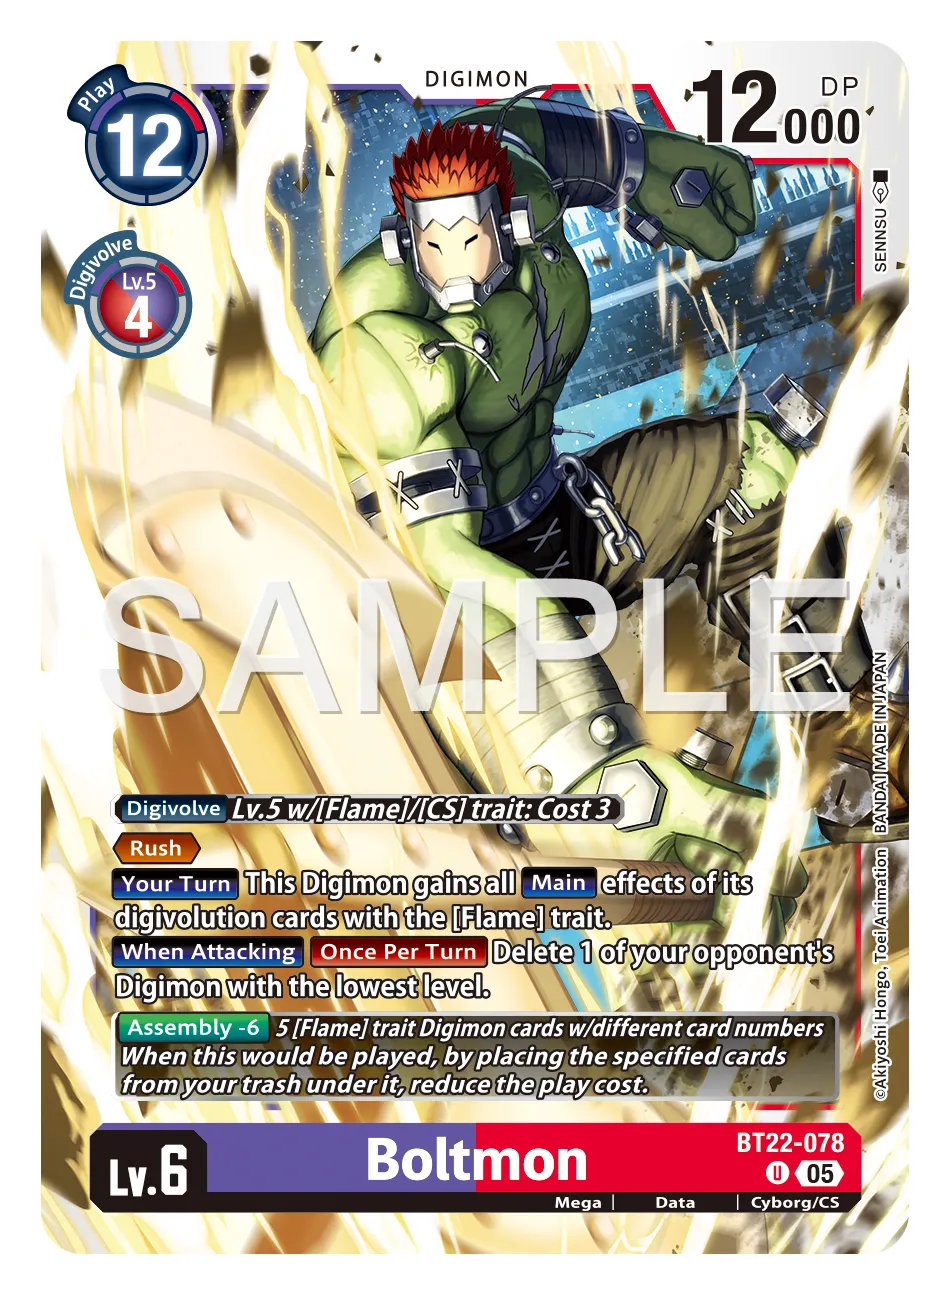 DIGIMON
Play
12
12000
DP
Digivolve
Lv.5
4
SENNSU
SAMPLE
BANDAI MADE IN JAPAN
©Akiyoshi Hongo, Toei Animation
Digivolve Lv.5 w/[Flame]/[CS] trait: Cost 3
Rush
Your Turn This Digimon gains all Main effects of its
digivolution cards with the [Flame] trait.
When Attacking Once Per Turn Delete 1 of your opponent's
Digimon with the lowest level.
Assembly -6 5 [Flame] trait Digimon cards w/different card numbers
When this would be played, by placing the specified cards
from your trash under it, reduce the play cost.
Lv.6
Boltmon
BT22-078
U 05
Mega | Data | Cyborg/CS